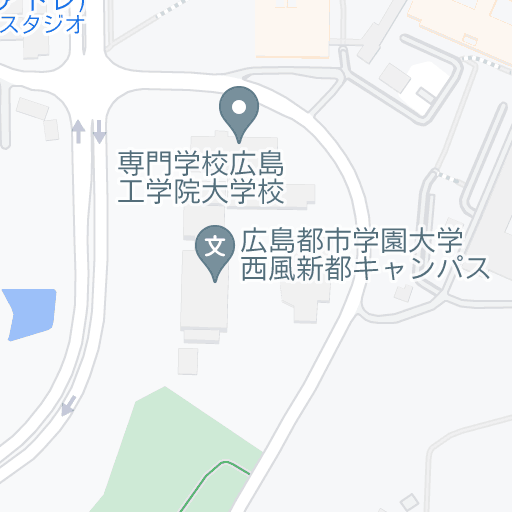 スタジオ
専門学校広島
工学院大学校
文
広島都市学園大学
西風新都キャンパス